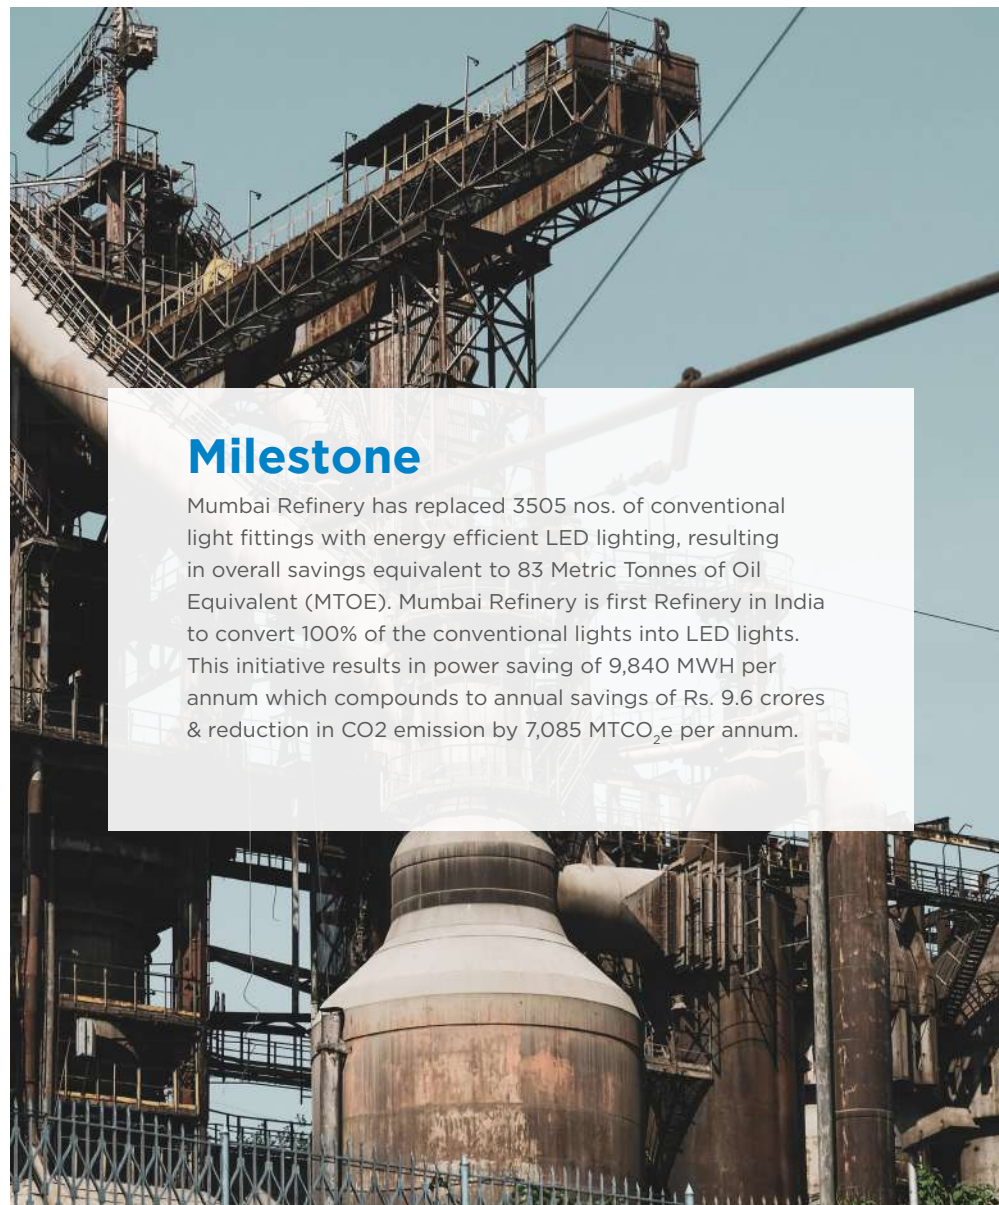 Milestone
Mumbai Refinery has replaced 3505 nos. of conventional
light fittings with energy efficient LED lighting, resulting
in overall savings equivalent to 83 Metric Tonnes of Oil
Equivalent (MTOE). Mumbai Refinery is first Refinery in India
to convert 100% of the conventional lights into LED lights.
This initiative results in power saving of 9,840 MWH per
annum which compounds to annual savings of Rs. 9.6 crores
& reduction in CO2 emission by 7,085 MTCO₂e per annum.